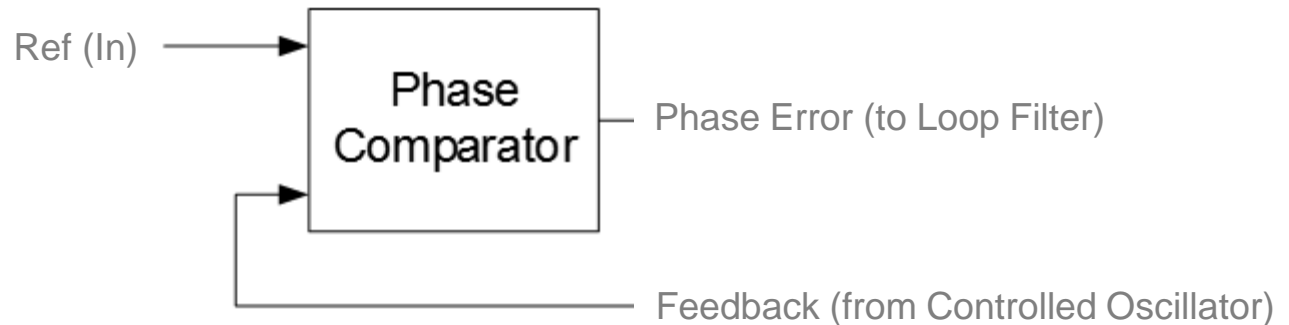 Ref (In)
Phase
Comparator
Phase Error (to Loop Filter)
Feedback (from Controlled Oscillator)